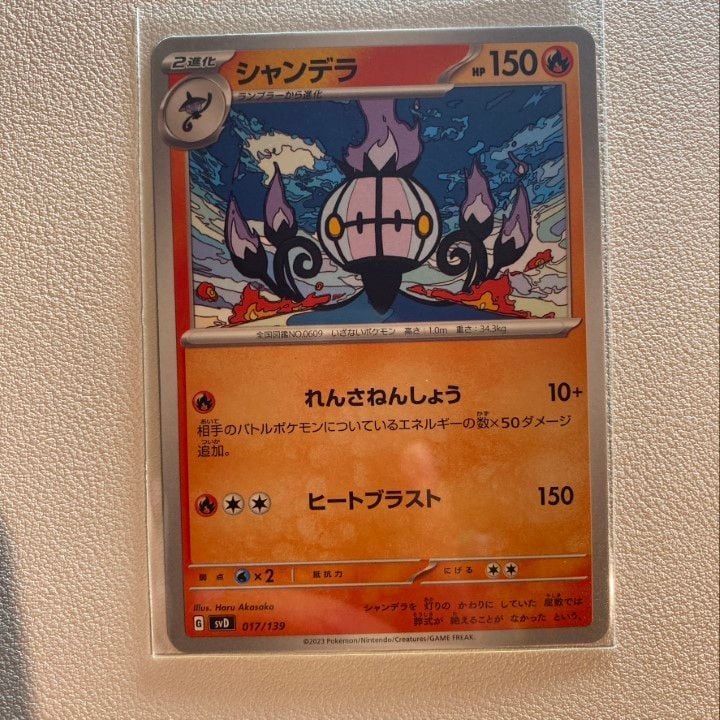 2進化
シャンデラ
HP 150
ランプラーから進化
全国図鑑NO.0609 いざないポケモン 高さ:1.0m 重さ:34.3kg
れんさねんしょう 10+
相手のバトルポケモンについているエネルギーの数×50ダメージ
追加。
ヒートブラスト 150
弱点 ×2 抵抗力 にげる
Illus. Haru Akasaka
G svD 017/139
シャンデラを 灯りの かわりに していた 屋敷では
葬式が 絶えることが なかった という。
©2023 Pokémon/Nintendo/Creatures/GAME FREAK.